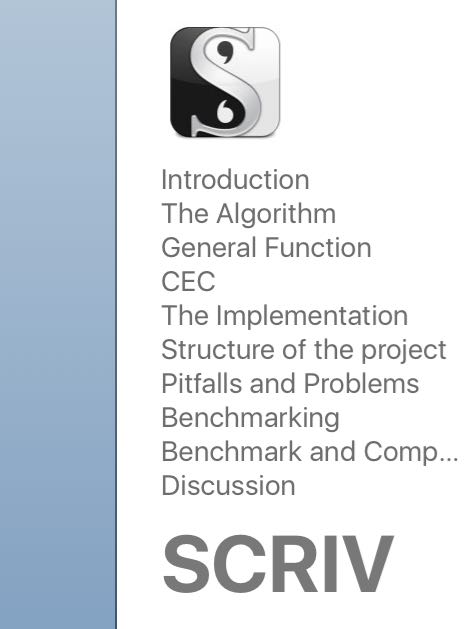 Introduction
The Algorithm
General Function
CEC
The Implementation
Structure of the project
Pitfalls and Problems
Benchmarking
Benchmark and Comp...
Discussion
SCRIV